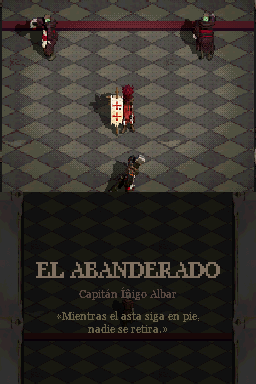 EL ABANDERADO
Capitán Íñigo Albar
«Mientras el asta siga en pie,
nadie se retira.»